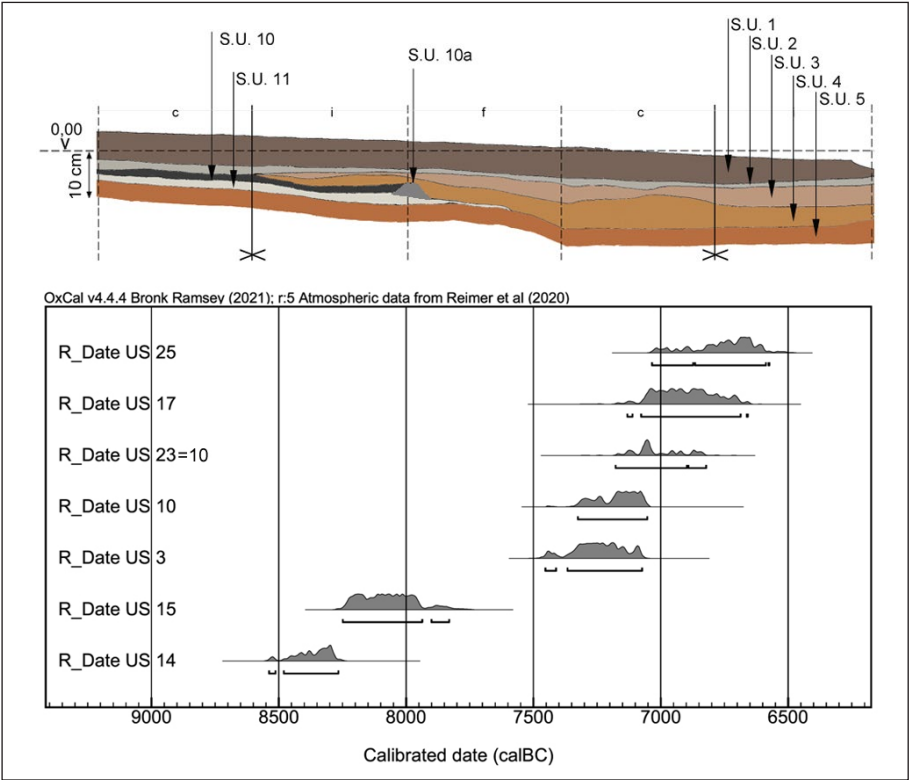 S.U. 10
S.U. 11
S.U. 10a
S.U. 1
S.U. 2
S.U. 3
S.U. 4
S.U. 5
c i f c
0,00
10 cm
OxCal v4.4.4 Bronk Ramsey (2021); r:5 Atmospheric data from Reimer et al (2020)
R_Date US 25
R_Date US 17
R_Date US 23=10
R_Date US 10
R_Date US 3
R_Date US 15
R_Date US 14
9000 8500 8000 7500 7000 6500
Calibrated date (calBC)